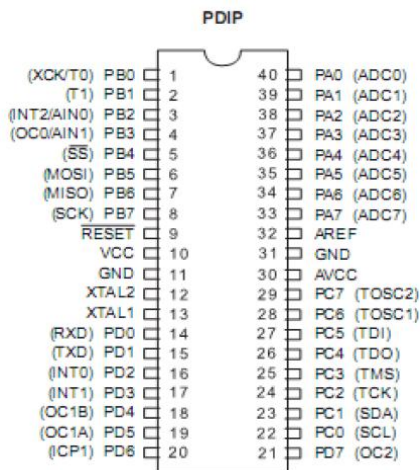 PDIP
(XCK/T0) PB0 1 40 PA0 (ADC0)
(T1) PB1 2 39 PA1 (ADC1)
(INT2/AIN0) PB2 3 38 PA2 (ADC2)
(OC0/AIN1) PB3 4 37 PA3 (ADC3)
(SS) PB4 5 36 PA4 (ADC4)
(MOSI) PB5 6 35 PA5 (ADC5)
(MISO) PB6 7 34 PA6 (ADC6)
(SCK) PB7 8 33 PA7 (ADC7)
RESET 9 32 AREF
VCC 10 31 GND
GND 11 30 AVCC
XTAL2 12 29 PC7 (TOSC2)
XTAL1 13 28 PC6 (TOSC1)
(RXD) PD0 14 27 PC5 (TDI)
(TXD) PD1 15 26 PC4 (TDO)
(INT0) PD2 16 25 PC3 (TMS)
(INT1) PD3 17 24 PC2 (TCK)
(OC1B) PD4 18 23 PC1 (SDA)
(OC1A) PD5 19 22 PC0 (SCL)
(ICP1) PD6 20 21 PD7 (OC2)